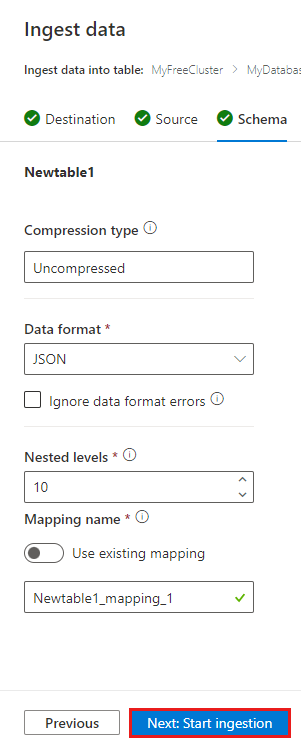 Ingest data
Ingest data into table: MyFreeCluster > MyDatabas
Destination Source Schema
Newtable1
Compression type
Uncompressed
Data format *
JSON
Ignore data format errors
Nested levels *
10
Mapping name *
Use existing mapping
Newtable1_mapping_1
Previous Next: Start ingestion